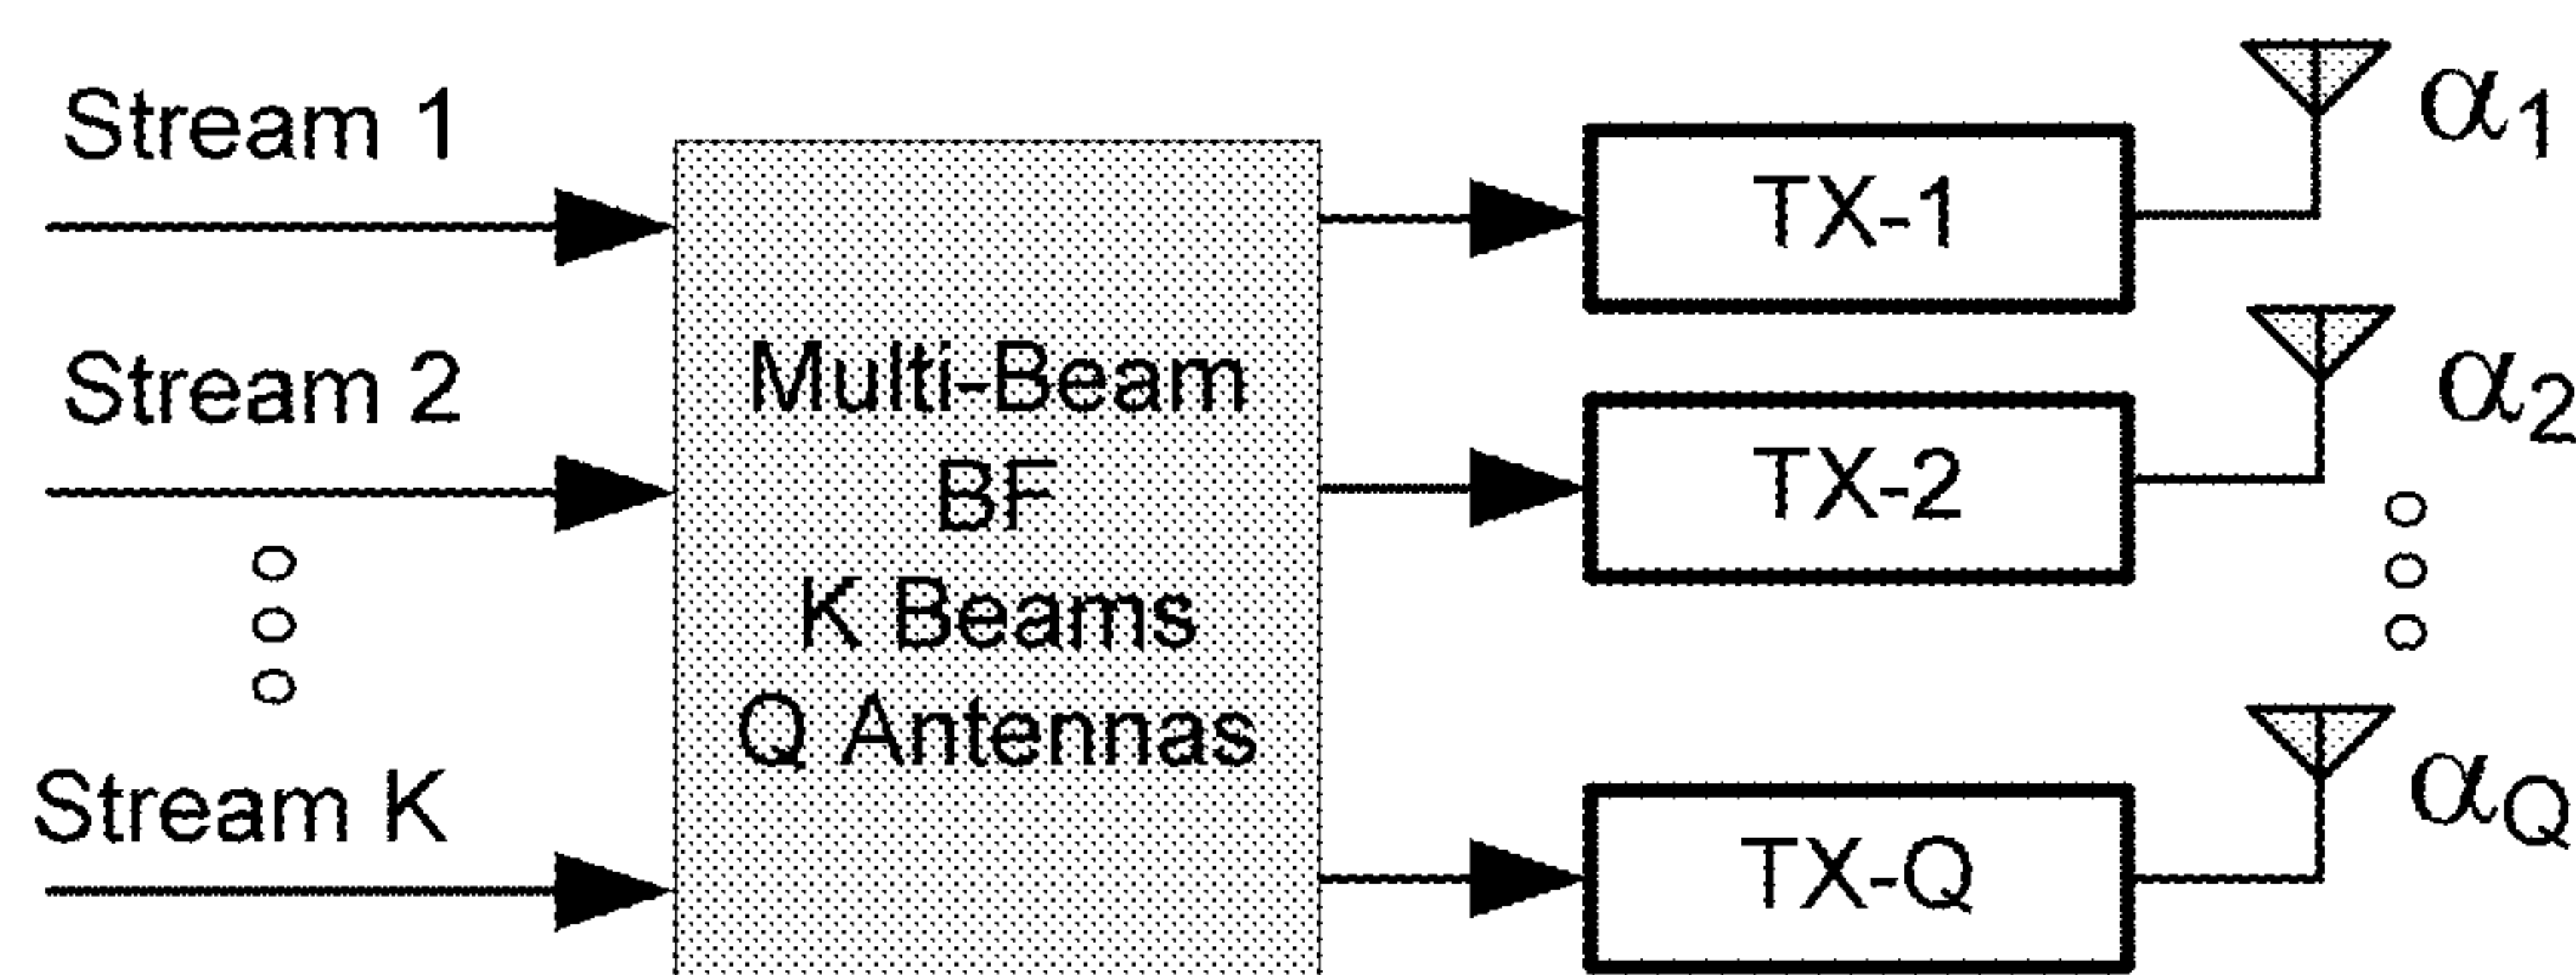 Stream 1
Stream 2
Stream K
Multi-Beam
BF
K Beams
Q Antennas
TX-1
TX-2
TX-Q
α1
α2
αQ